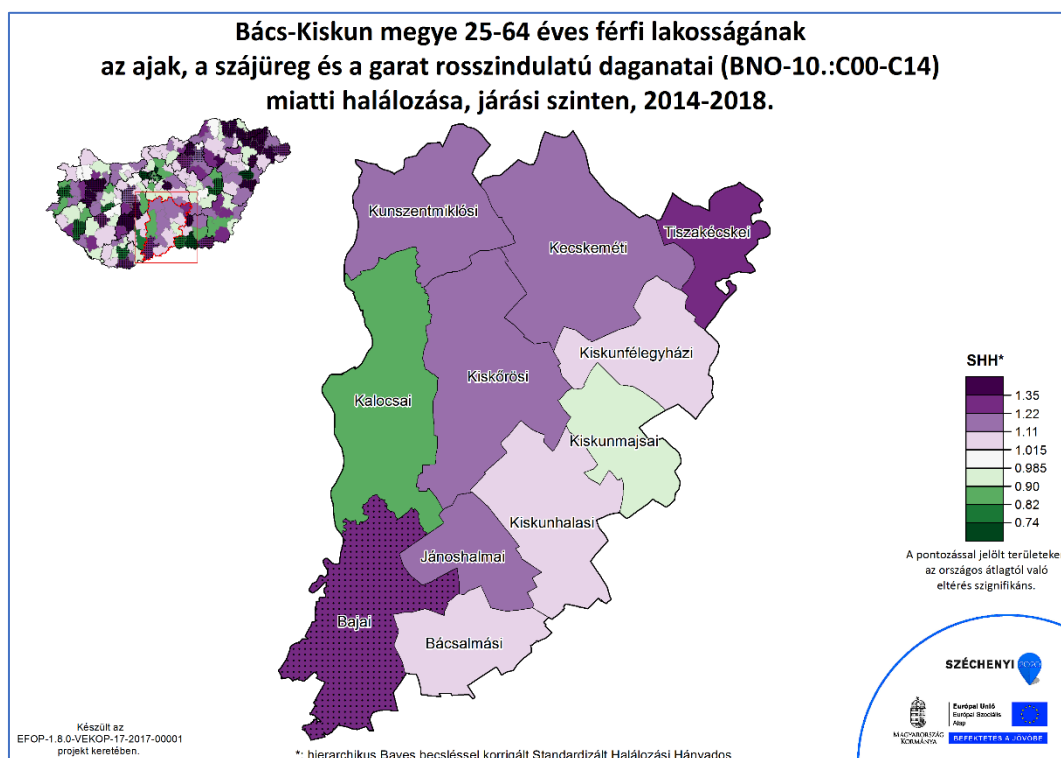 Bács-Kiskun megye 25-64 éves férfi lakosságának
az ajak, a szájüreg és a garat rosszindulatú daganatai (BNO-10.:C00-C14)
miatti halálozása, járási szinten, 2014-2018.
Kunszentmiklósi
Kecskeméti
Tiszakécskei
Kiskunfélegyházi
Kiskőrösi
Kalocsai
Kiskunmajsai
Kiskunhalasi
Jánoshalmai
Bajai
Bácsalmási
SHH*
1.35
1.22
1.11
1.015
0.985
0.90
0.82
0.74
A pontozással jelölt területeken
az országos átlagtól való
eltérés szignifikáns.
SZÉCHENYI 2020
MAGYARORSZÁG
KORMÁNYA
Európai Unió
Európai Szociális
Alap
BEFEKTETÉS A JÖVŐBE
Készült az
EFOP-1.8.0-VEKOP-17-2017-00001
projekt keretében.
*: hierarchikus Bayes becsléssel korrigált Standardizált Halálozási Hányados